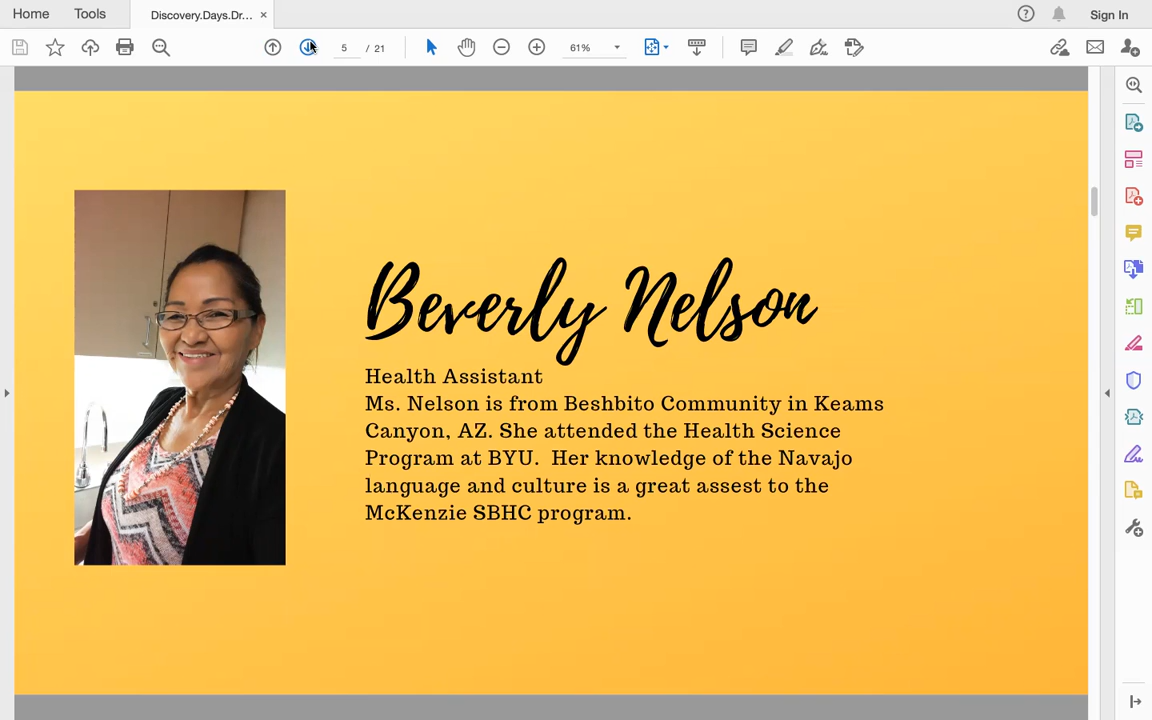 Home Tools Discovery.Days.Dr... × Sign In
5 / 21 61%
Beverly Nelson
Health Assistant
Ms. Nelson is from Beshbito Community in Keams
Canyon, AZ. She attended the Health Science
Program at BYU. Her knowledge of the Navajo
language and culture is a great assest to the
McKenzie SBHC program.